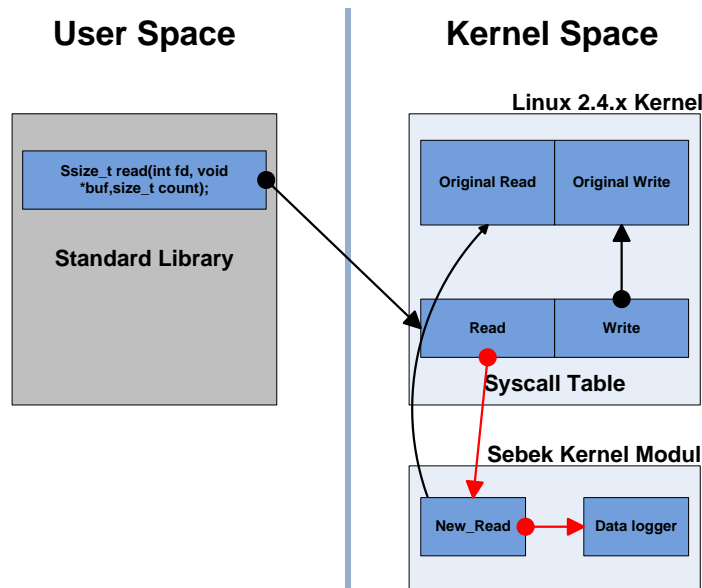 User Space
Kernel Space
Linux 2.4.x Kernel
Ssize_t read(int fd, void
*buf,size_t count);
Original Read
Original Write
Standard Library
Read
Write
Syscall Table
Sebek Kernel Modul
New_Read
Data logger